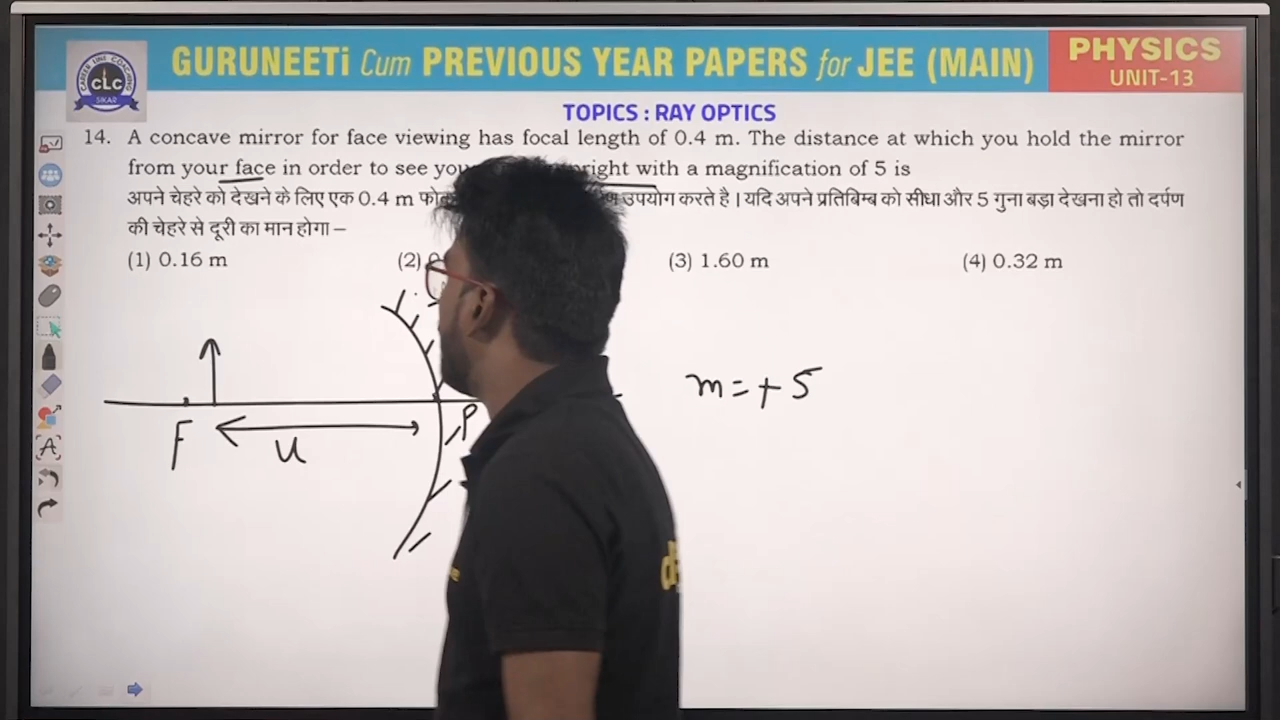 GURUNEETi Cum PREVIOUS YEAR PAPERS for JEE (MAIN)
PHYSICS
UNIT-13
CLC
SIKAR
TOPICS : RAY OPTICS
14. A concave mirror for face viewing has focal length of 0.4 m. The distance at which you hold the mirror
from your face in order to see with a magnification of 5 is
अपने चेहरे को देखने के लिए एक 0.4 m उपयोग करते है। यदि अपने प्रतिबिम्ब को सीधा और 5 गुना बड़ा देखना हो तो दर्पण
की चेहरे से दूरी का मान होगा –
(1) 0.16 m (2) (3) 1.60 m (4) 0.32 m
m = + 5
F u P